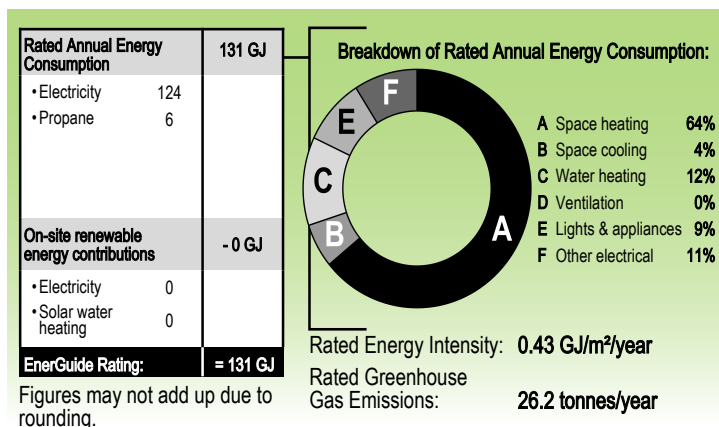 Rated Annual Energy
Consumption
131 GJ
•Electricity 124
•Propane 6
On-site renewable
energy contributions
- 0 GJ
•Electricity 0
•Solar water
heating 0
EnerGuide Rating: = 131 GJ
Figures may not add up due to
rounding.
Breakdown of Rated Annual Energy Consumption:
F
E
C
B
A
A Space heating 64%
B Space cooling 4%
C Water heating 12%
D Ventilation 0%
E Lights & appliances 9%
F Other electrical 11%
Rated Energy Intensity: 0.43 GJ/m²/year
Rated Greenhouse
Gas Emissions: 26.2 tonnes/year